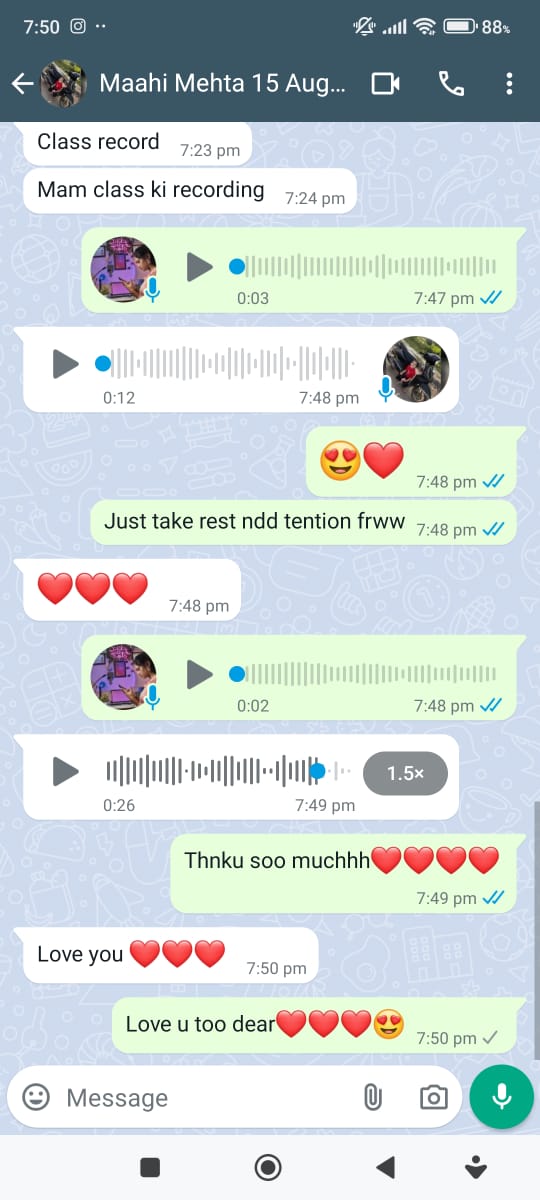 7:50 88%
Maahi Mehta 15 Aug...
Class record 7:23 pm
Mam class ki recording 7:24 pm
0:03 7:47 pm
0:12 7:48 pm
😍❤️ 7:48 pm
Just take rest ndd tention frww 7:48 pm
❤️❤️❤️ 7:48 pm
0:02 7:48 pm
1.5×
0:26 7:49 pm
Thnku soo muchhh❤️❤️❤️❤️
7:49 pm
Love you ❤️❤️❤️ 7:50 pm
Love u too dear❤️❤️❤️😍 7:50 pm
Message